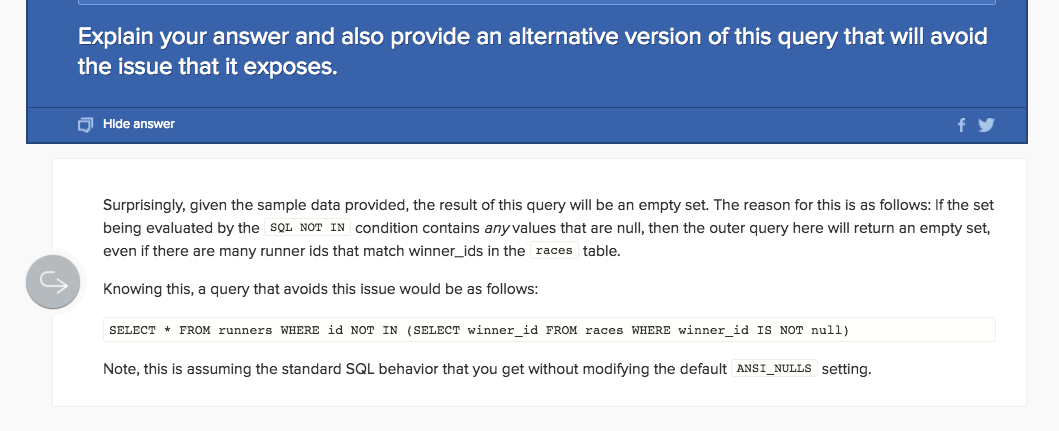 Explain your answer and also provide an alternative version of this query that will avoid
the issue that it exposes.
Hide answer
Surprisingly, given the sample data provided, the result of this query will be an empty set. The reason for this is as follows: If the set
being evaluated by the SQL NOT IN condition contains any values that are null, then the outer query here will return an empty set,
even if there are many runner ids that match winner_ids in the races table.
Knowing this, a query that avoids this issue would be as follows:
SELECT * FROM runners WHERE id NOT IN (SELECT winner_id FROM races WHERE winner_id IS NOT null)
Note, this is assuming the standard SQL behavior that you get without modifying the default ANSI_NULLS setting.